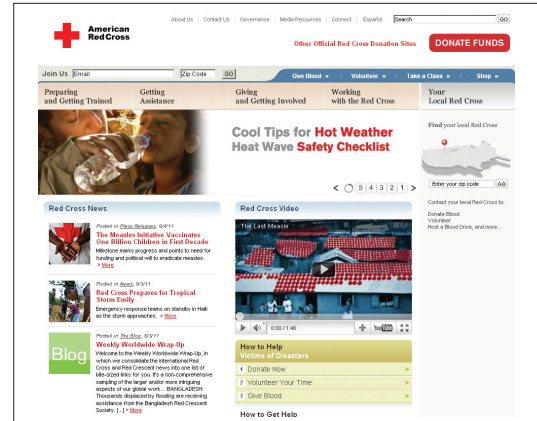 About Us | Contact Us | Governance | Media Resources | Connect | Español Search GO
American
Red Cross
Other Official Red Cross Donation Sites DONATE FUNDS
Join Us Email Zip Code GO Give Blood » Volunteer » Take a Class » Shop »
Preparing
and Getting Trained
Getting
Assistance
Giving
and Getting Involved
Working
with the Red Cross
Your
Local Red Cross
Cool Tips for Hot Weather
Heat Wave Safety Checklist
< 5 4 3 2 1 >
Find your local Red Cross
Enter your zip code GO
Contact your local Red Cross to:
Donate Blood
Volunteer
Host a Blood Drive, and more...
Red Cross News
Posted in Press Releases, 8/4/11
The Measles Initiative Vaccinates
One Billion Children in First Decade
Milestone marks progress and points to need for
funding and political will to eradicate measles.
> More
Posted in News, 8/3/11
Red Cross Prepares for Tropical
Storm Emily
Emergency response teams on standby in Haiti
as the storm approaches. > More
Blog
Posted in The Blog, 8/3/11
Weekly Worldwide Wrap-Up
Welcome to the Weekly Worldwide Wrap-Up, in
which we consolidate the international Red
Cross and Red Crescent news into one list of
bite-sized links for you. It's a non-comprehensive
sampling of the larger and/or more intriguing
aspects of our global work... BANGLADESH:
Thousands displaced by flooding are receiving
assistance from the Bangladesh Red Crescent
Society. [...] > More
Red Cross Video
The Last Measle
0:00 / 1:46 YouTube
How to Help
Victims of Disasters
1 Donate Now
2 Volunteer Your Time
3 Give Blood
How to Get Help